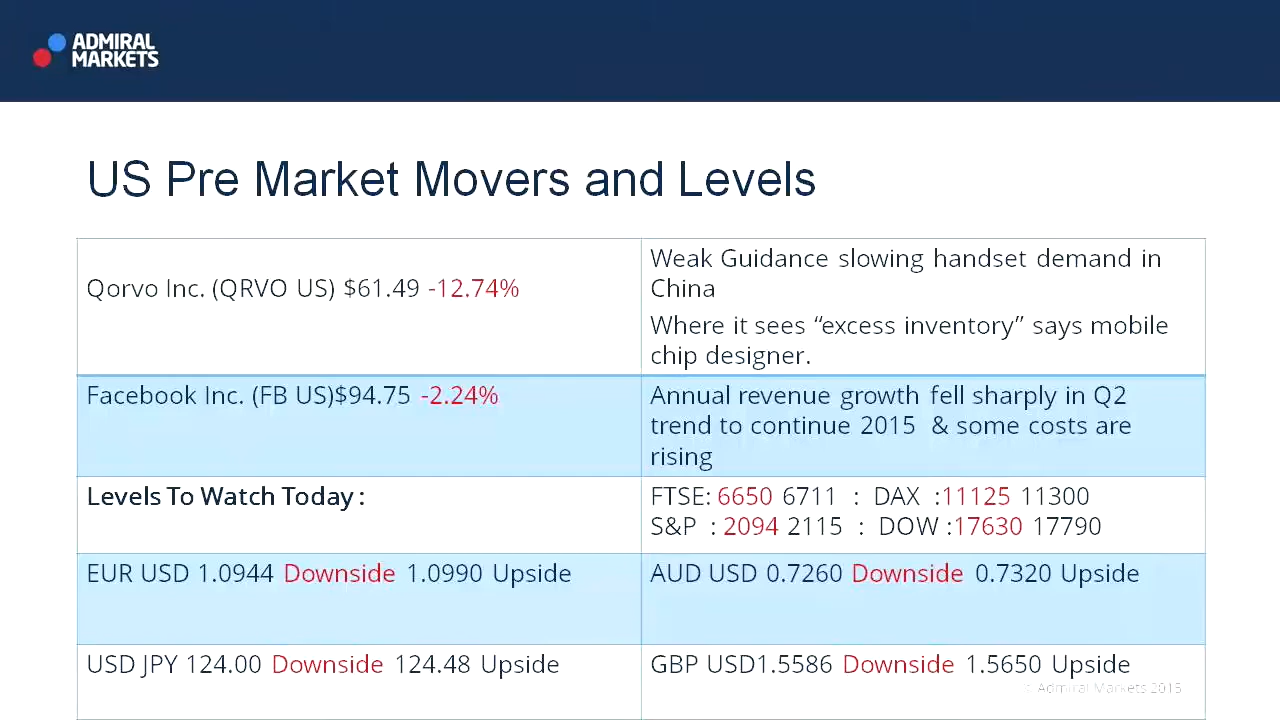 ADMIRAL
MARKETS
US Pre Market Movers and Levels
Qorvo Inc. (QRVO US) $61.49 -12.74%
Weak Guidance slowing handset demand in
China
Where it sees “excess inventory” says mobile
chip designer.
Facebook Inc. (FB US)$94.75 -2.24%
Annual revenue growth fell sharply in Q2
trend to continue 2015 & some costs are
rising
Levels To Watch Today :
FTSE: 6650 6711 : DAX :11125 11300
S&P : 2094 2115 : DOW :17630 17790
EUR USD 1.0944 Downside 1.0990 Upside
AUD USD 0.7260 Downside 0.7320 Upside
USD JPY 124.00 Downside 124.48 Upside
GBP USD1.5586 Downside 1.5650 Upside
© Admiral Markets 2015